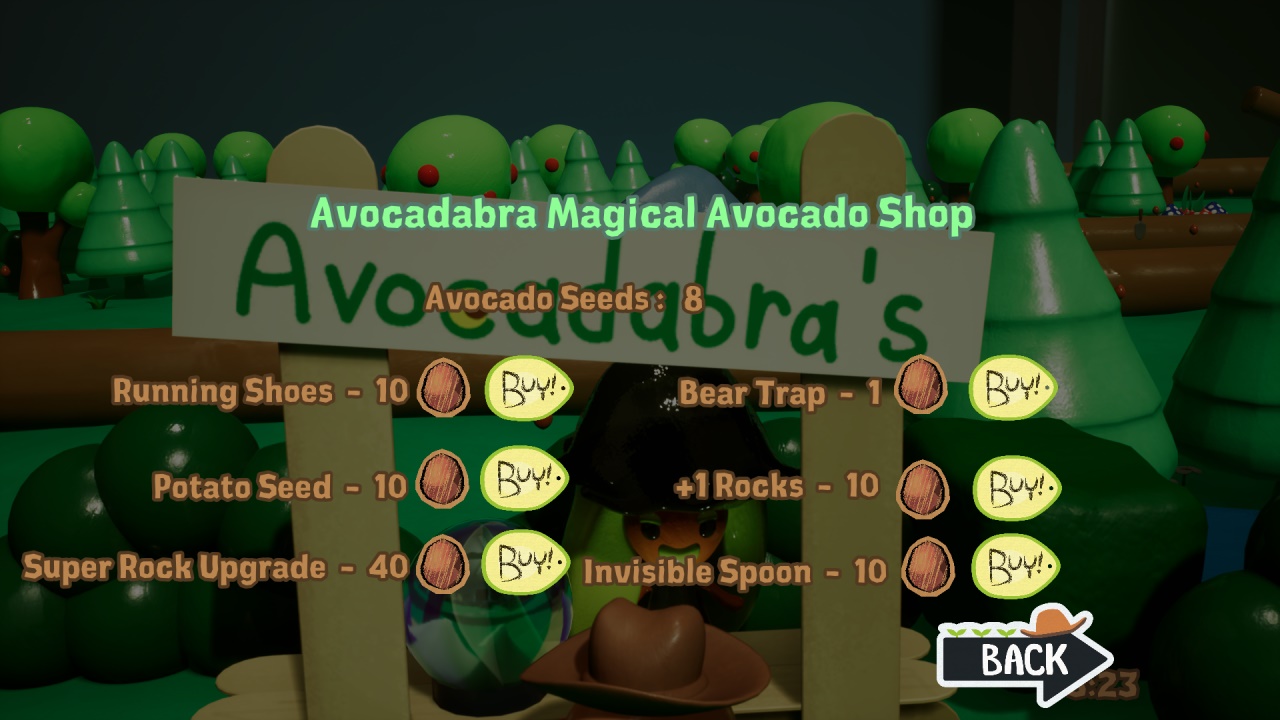 Avocadabra Magical Avocado Shop
Avocadabra's
Avocado Seeds: 8
Running Shoes - 10 BUY!
Bear Trap - 1 BUY!
Potato Seed - 10 BUY!
+1 Rocks - 10 BUY!
Super Rock Upgrade - 40 BUY!
Invisible Spoon - 10 BUY!
BACK
:23